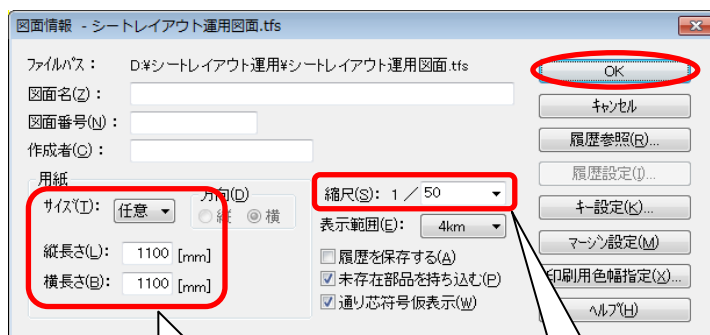 図面情報 - シートレイアウト運用図面.tfs
ファイルパス： D:¥シートレイアウト運用¥シートレイアウト運用図面.tfs
図面名(Z)：
図面番号(N)：
作成者(C)：
用紙
サイズ(T)： 任意
方向(D)
縦 横
縦長さ(L)： 1100 [mm]
横長さ(B)： 1100 [mm]
縮尺(S)： 1 ／ 50
表示範囲(E)： 4km
履歴を保存する(A)
未存在部品を持ち込む(P)
通り芯符号仮表示(W)
OK
キャンセル
履歴参照(R)...
履歴設定(I)...
キー設定(K)...
マージン設定(M)
印刷用色幅指定(X)...
ヘルプ(H)